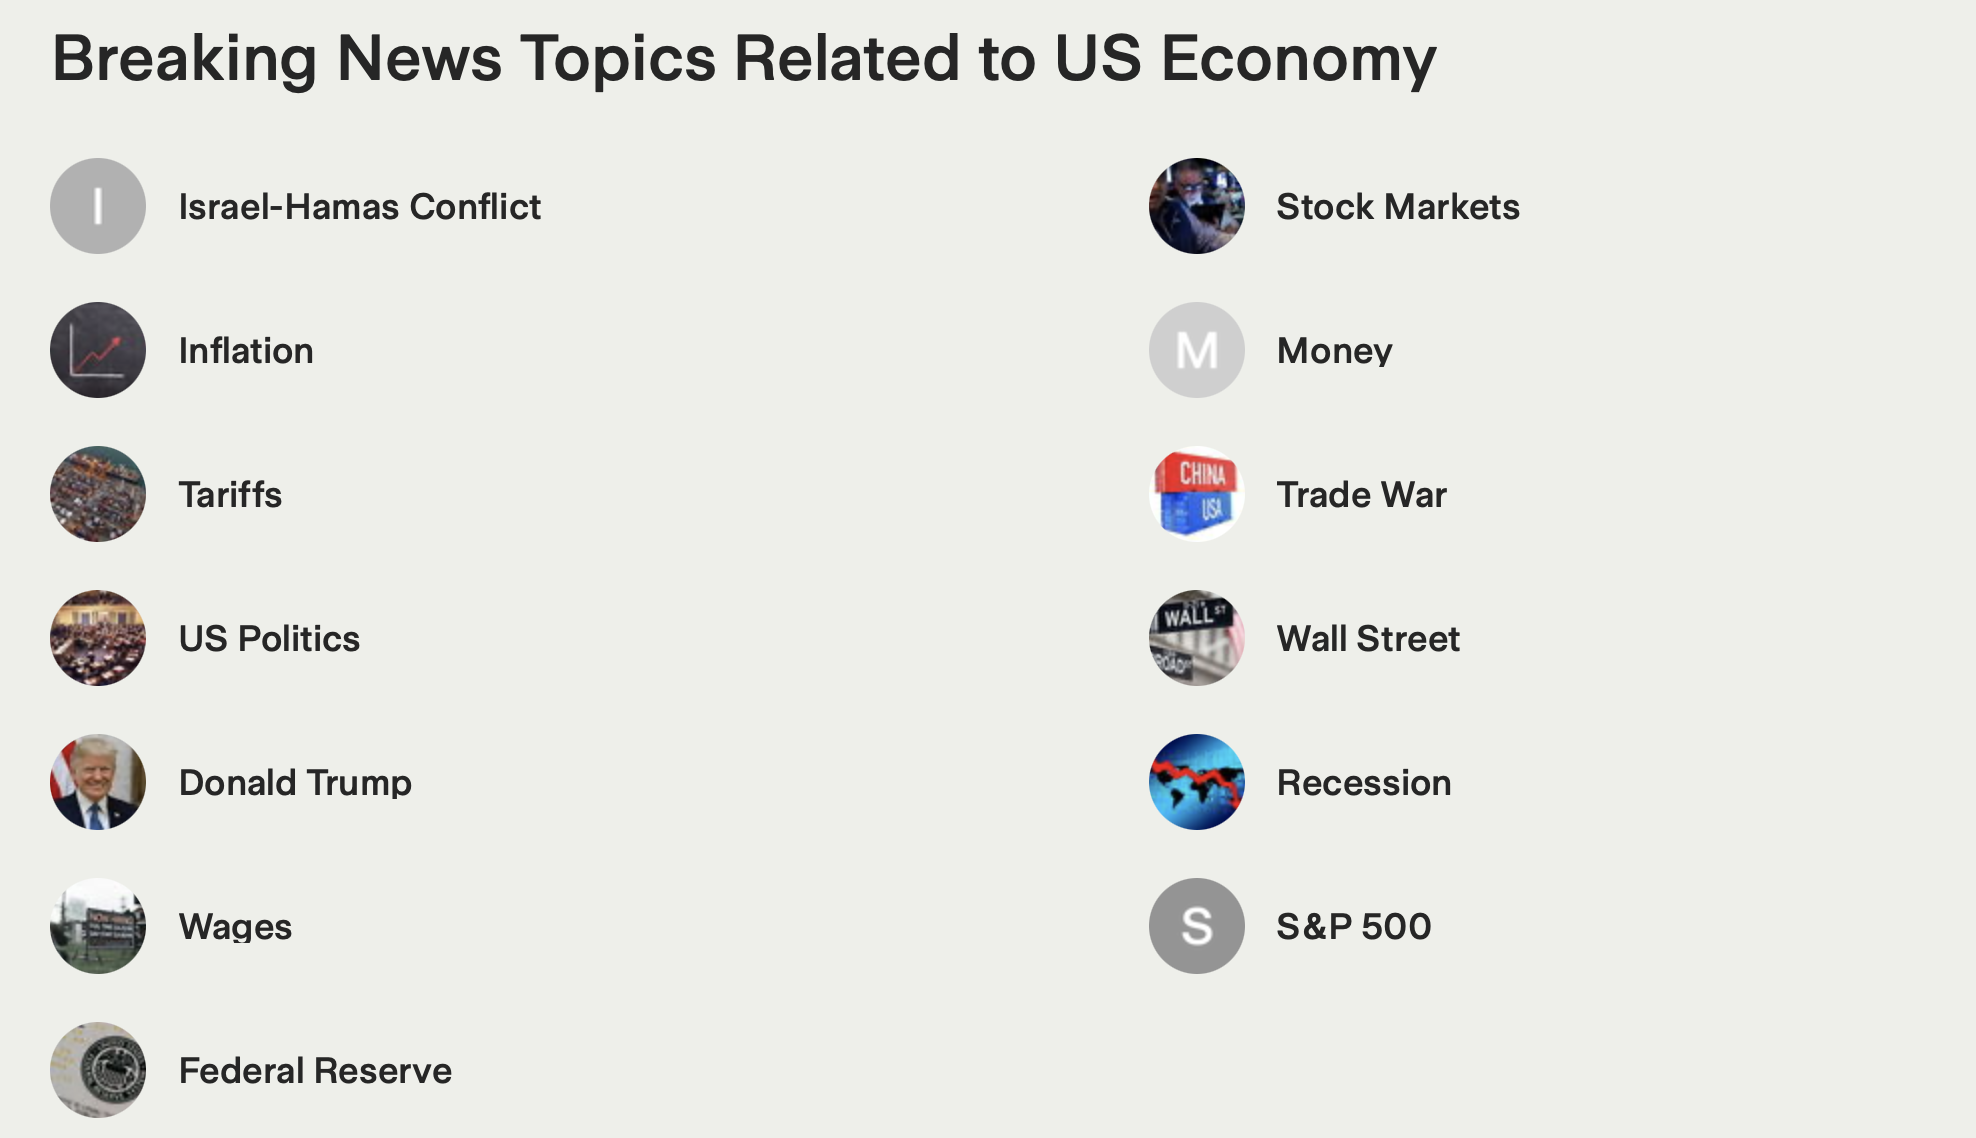 Breaking News Topics Related to US Economy
I
Israel-Hamas Conflict
Inflation
Tariffs
US Politics
Donald Trump
Wages
Federal Reserve
Stock Markets
M
Money
CHINA
USA
Trade War
WALL ST
Wall Street
Recession
S
S&P 500